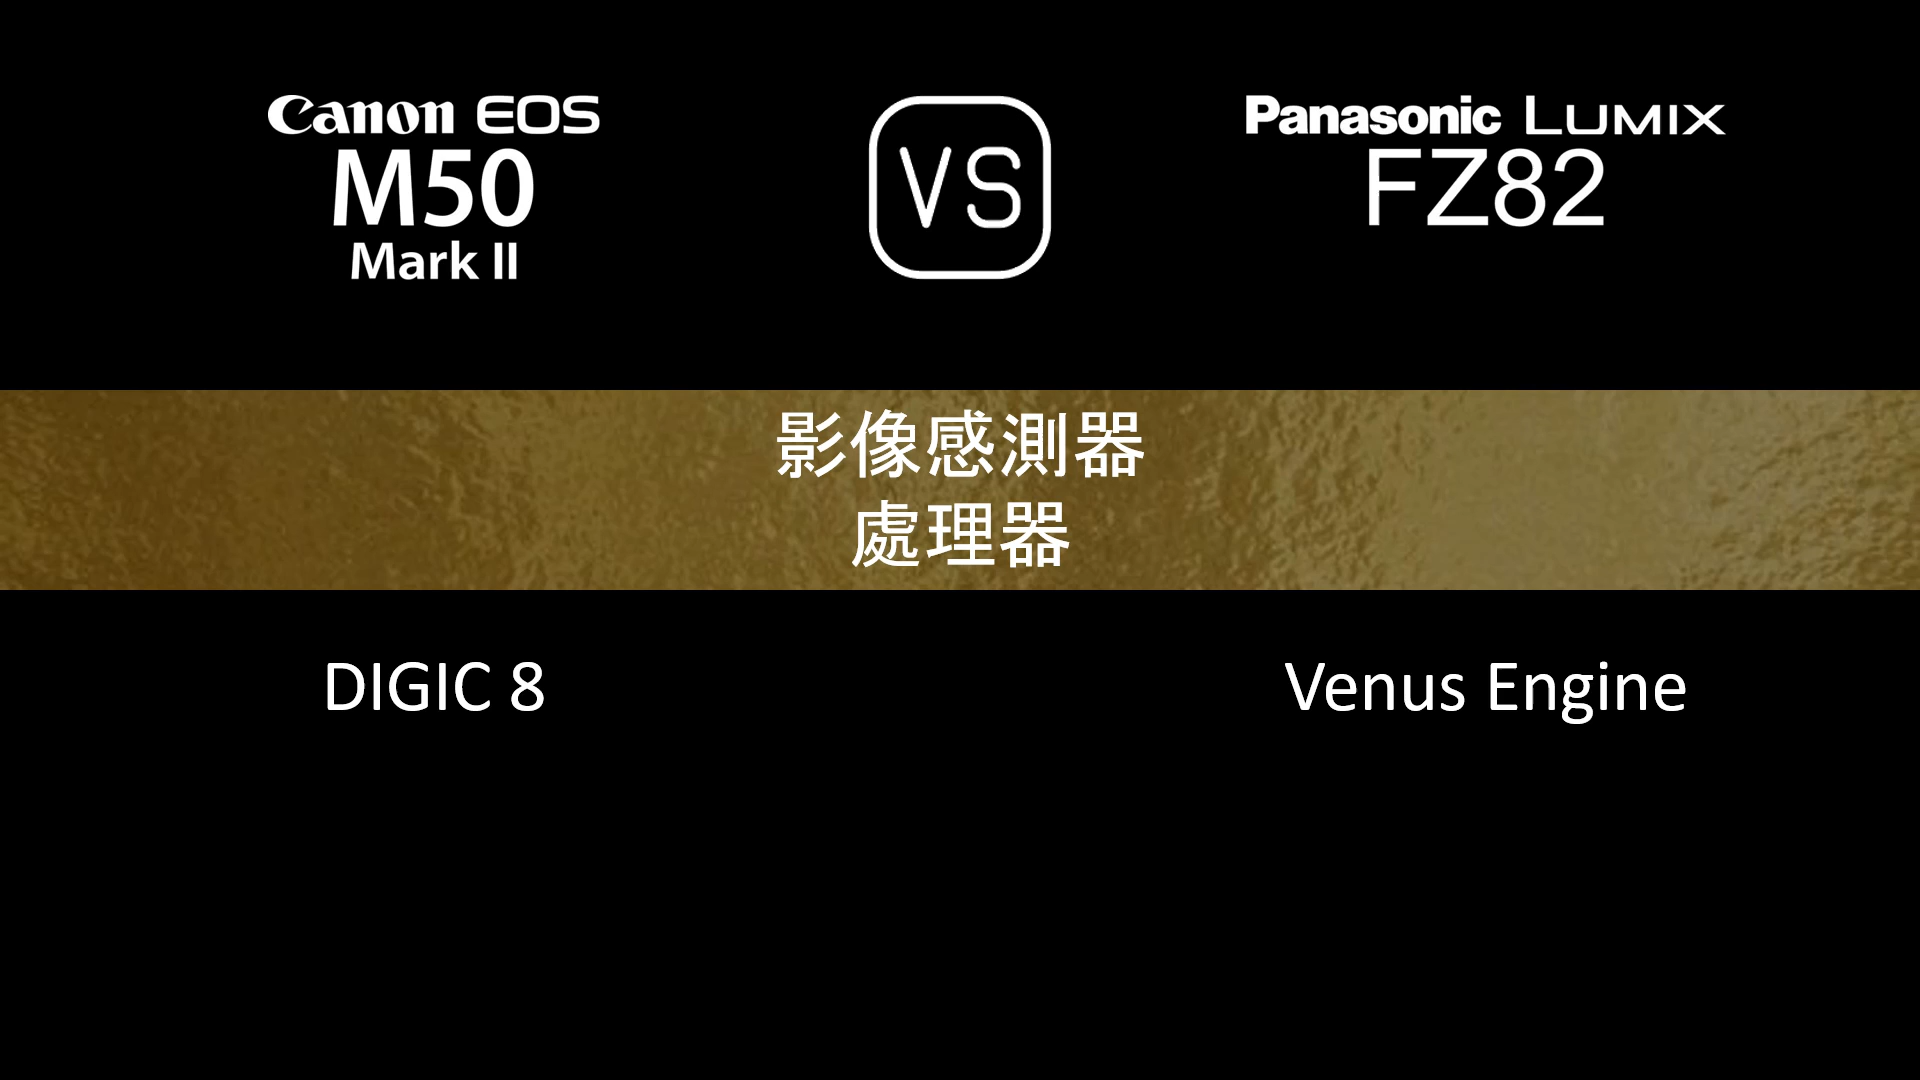 Canon EOS
M50
Mark II
VS
Panasonic LUMIX
FZ82
影像感測器
處理器
DIGIC 8
Venus Engine